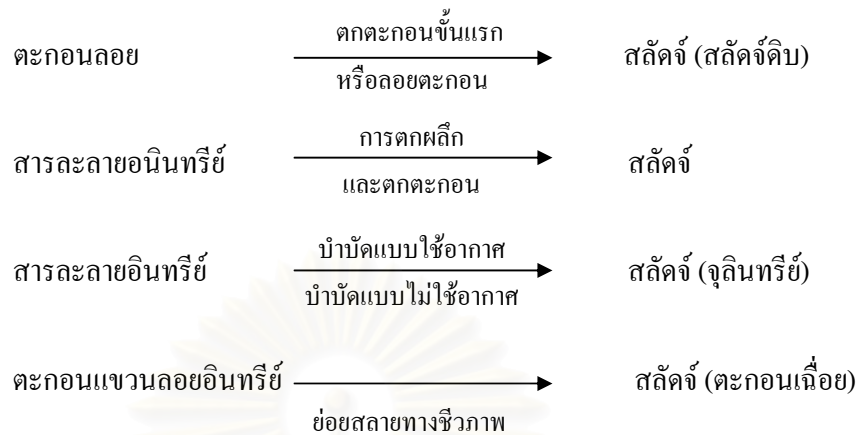 ตกตะกอนขั้นแรก
ตะกอนลอย สลัดจ์ (สลัดจ์ดิบ)
หรือลอยตะกอน
การตกผลึก
สารละลายอนินทรีย์ สลัดจ์
และตกตะกอน
บำบัดแบบใช้อากาศ
สารละลายอินทรีย์ สลัดจ์ (จุลินทรีย์)
บำบัดแบบไม่ใช้อากาศ
ตะกอนแขวนลอยอินทรีย์ สลัดจ์ (ตะกอนเฉื่อย)
ย่อยสลายทางชีวภาพ